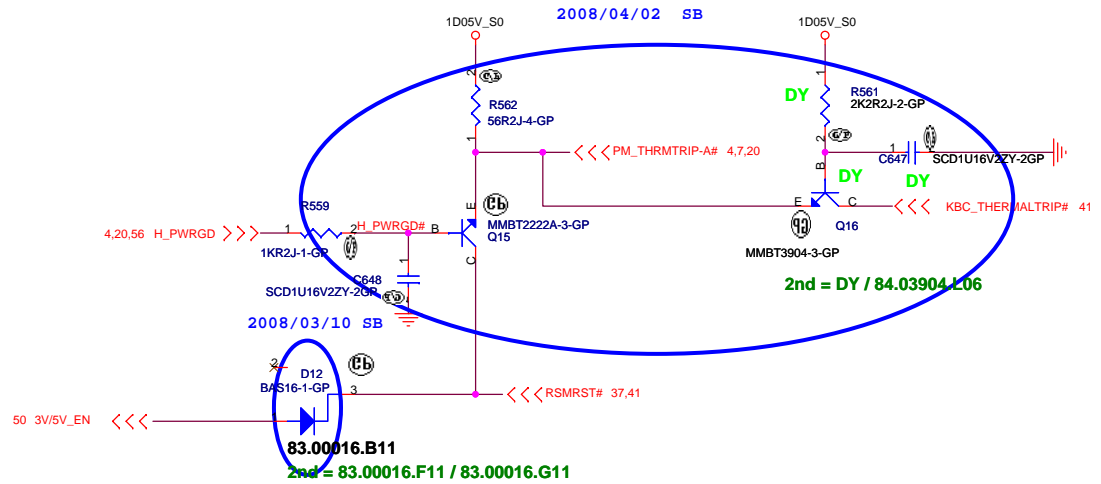 2008/04/02 SB
1D05V_S0
1D05V_S0
2
R562
56R2J-4-GP
1
DY
1
R561
2K2R2J-2-GP
2
PM_THRMTRIP-A# 4,7,20
1
C647
SCD1U16V2ZY-2GP
B
DY
DY
E
C
KBC_THERMALTRIP# 41
Q16
MMBT3904-3-GP
2nd = DY / 84.03904.L06
R559
4,20,56 H_PWRGD
1
2
H_PWRGD#
B
E
MMBT2222A-3-GP
Q15
C
1KR2J-1-GP
1
C648
SCD1U16V2ZY-2GP
2008/03/10 SB
2
D12
BAS16-1-GP
3
RSMRST# 37,41
50 3V/5V_EN
83.00016.B11
2nd = 83.00016.F11 / 83.00016.G11